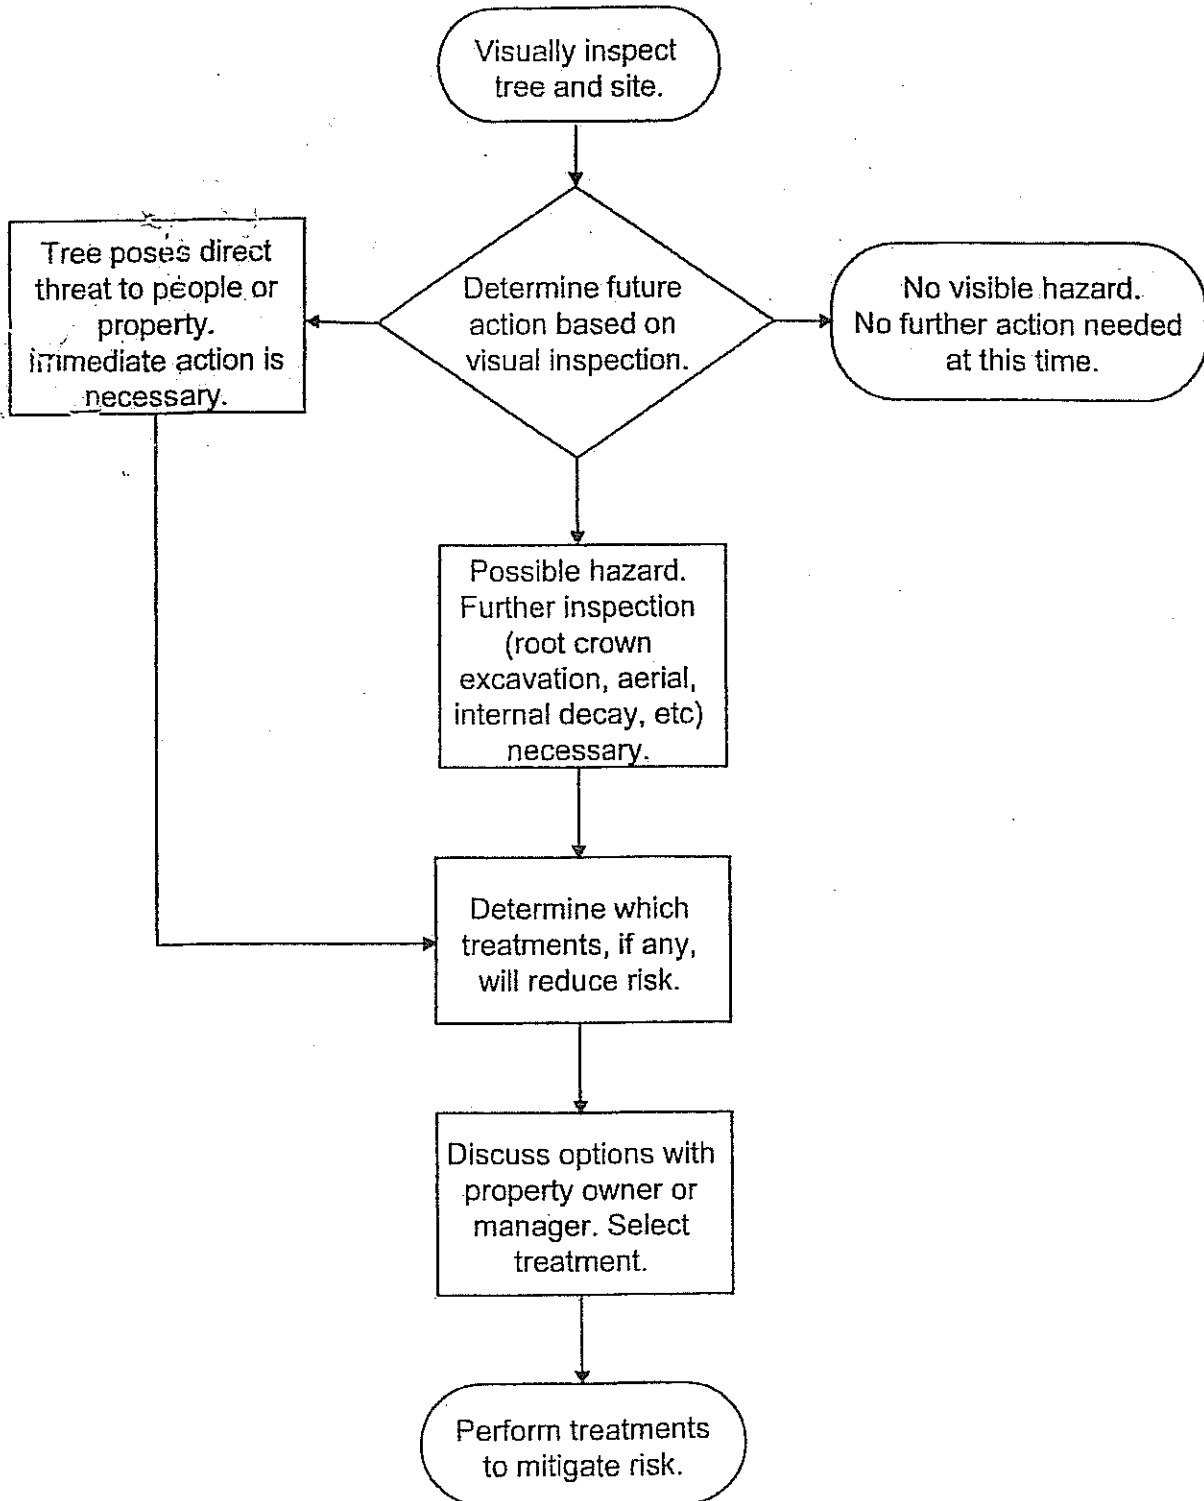 Visually inspect
tree and site.
Tree poses direct
threat to people or
property.
immediate action is
necessary.
Determine future
action based on
visual inspection.
No visible hazard.
No further action needed
at this time.
Possible hazard.
Further inspection
(root crown
excavation, aerial,
internal decay, etc)
necessary.
Determine which
treatments, if any,
will reduce risk.
Discuss options with
property owner or
manager. Select
treatment.
Perform treatments
to mitigate risk.